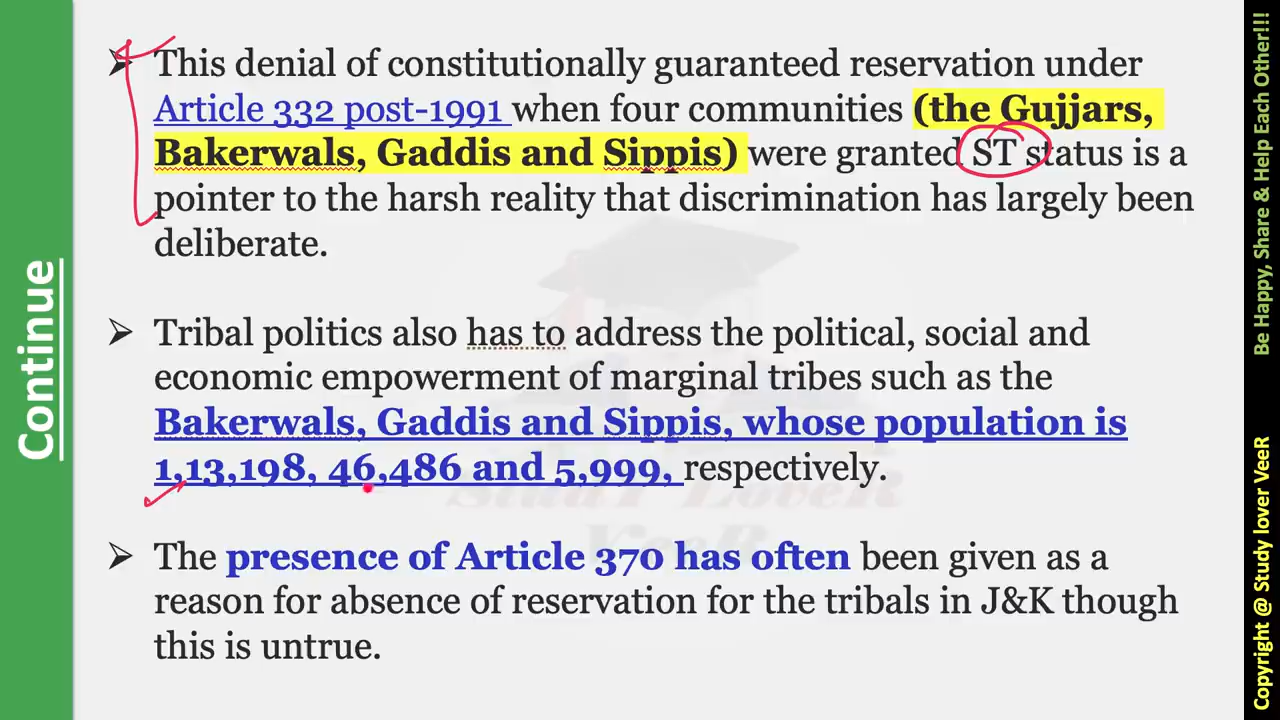 Continue
➢ This denial of constitutionally guaranteed reservation under
Article 332 post-1991 when four communities (the Gujjars,
Bakerwals, Gaddis and Sippis) were granted ST status is a
pointer to the harsh reality that discrimination has largely been
deliberate.
➢ Tribal politics also has to address the political, social and
economic empowerment of marginal tribes such as the
Bakerwals, Gaddis and Sippis, whose population is
1,13,198, 46,486 and 5,999, respectively.
➢ The presence of Article 370 has often been given as a
reason for absence of reservation for the tribals in J&K though
this is untrue.
Study LoveR
VeeR
Be Happy, Share & Help Each Other!!!
Copyright @ Study lover VeeR